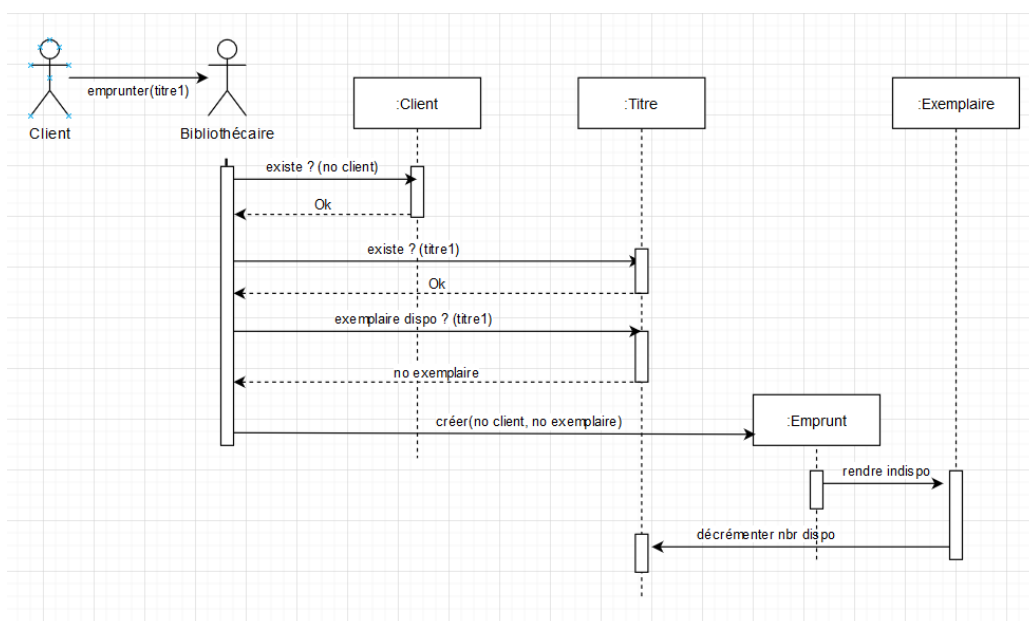 emprunter(titre1)
Client
Bibliothécaire
:Client
:Titre
:Exemplaire
existe ? (no client)
Ok
existe ? (titre1)
Ok
exemplaire dispo ? (titre1)
no exemplaire
créer(no client, no exemplaire)
:Emprunt
rendre indispo
décrémenter nbr dispo